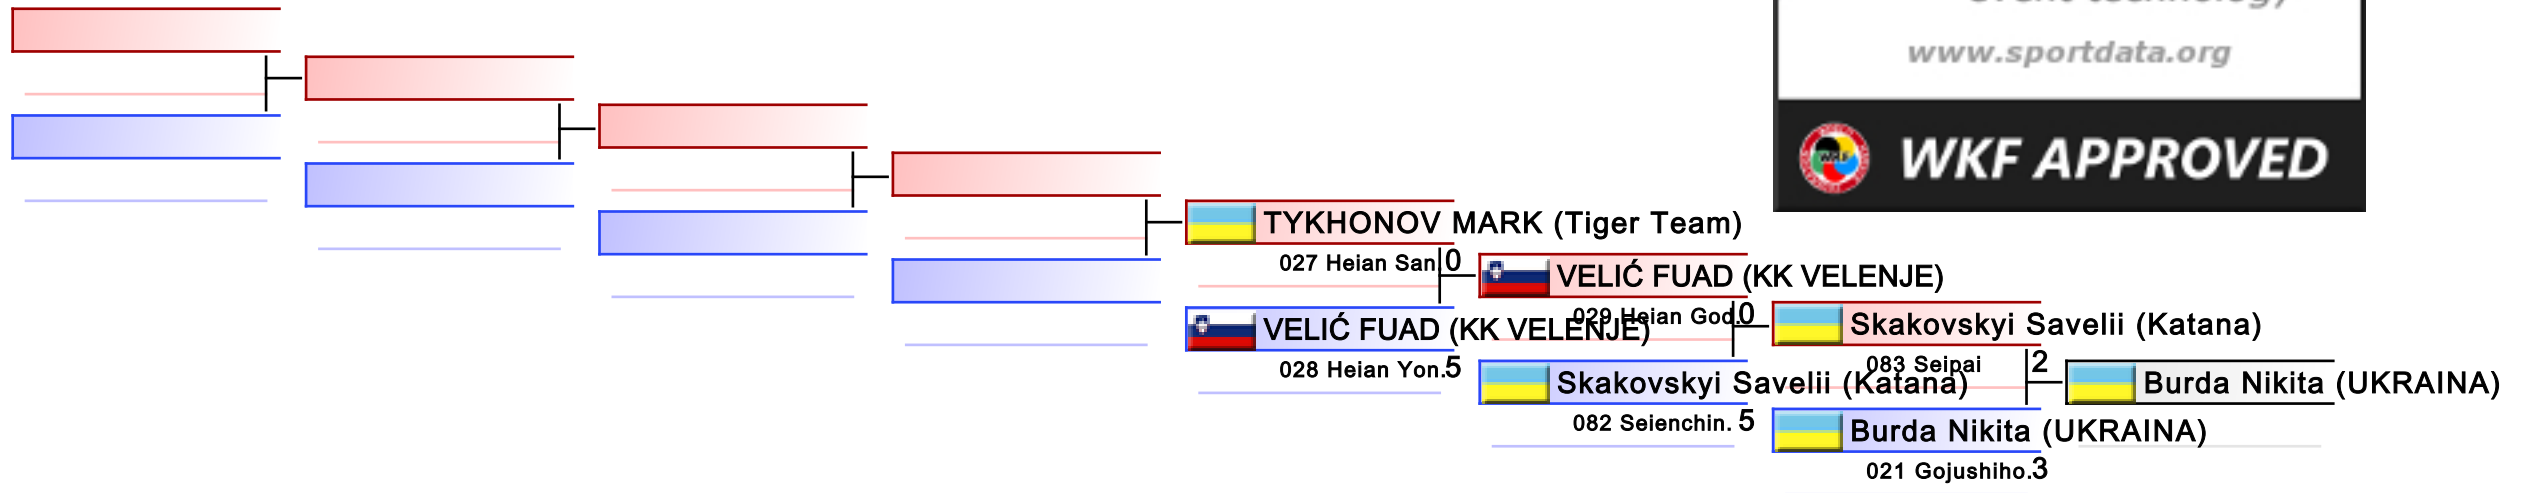 www.sportdata.org
WKF APPROVED
TYKHONOV MARK (Tiger Team)
027 Heian San. 0
VELIĆ FUAD (KK VELENJE)
028 Heian Yon. 5
VELIĆ FUAD (KK VELENJE)
029 Heian God. 0
Skakovskyi Savelii (Katana)
082 Seienchin. 5
Skakovskyi Savelii (Katana)
083 Seipai 2
Burda Nikita (UKRAINA)
021 Gojushiho. 3
Burda Nikita (UKRAINA)